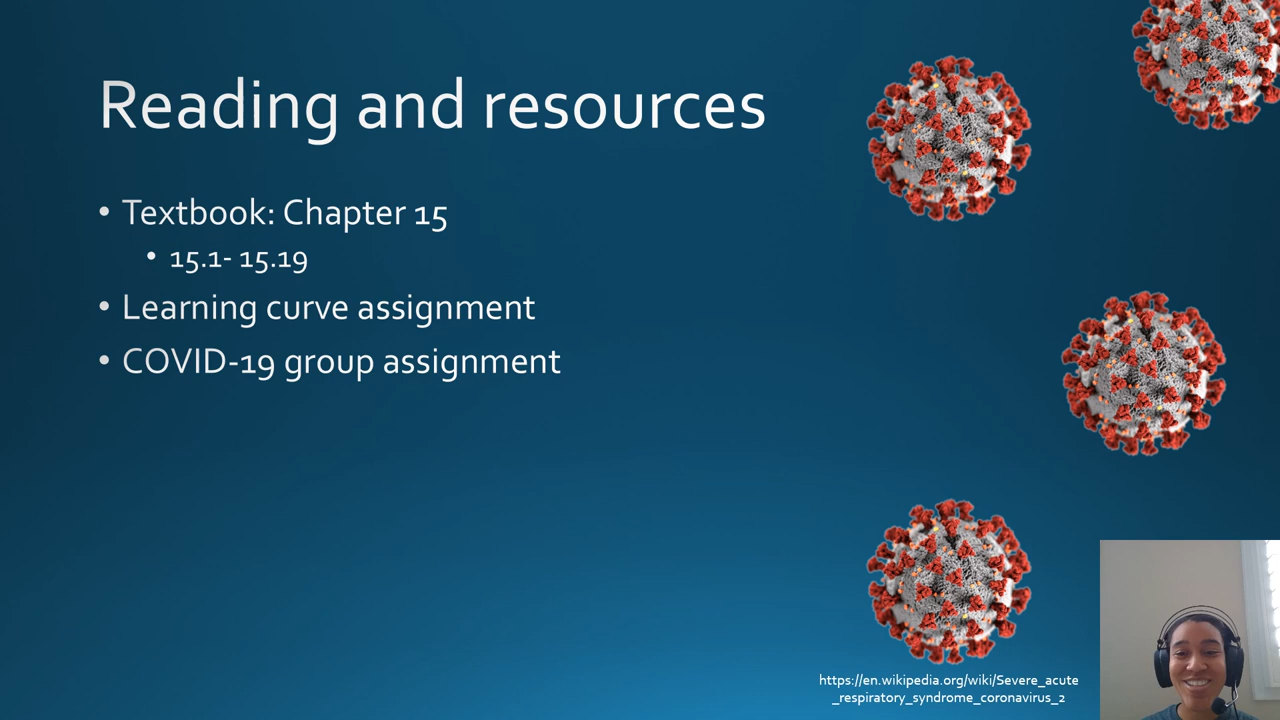 Reading and resources
• Textbook: Chapter 15
• 15.1- 15.19
• Learning curve assignment
• COVID-19 group assignment
https://en.wikipedia.org/wiki/Severe_acute
_respiratory_syndrome_coronavirus_2